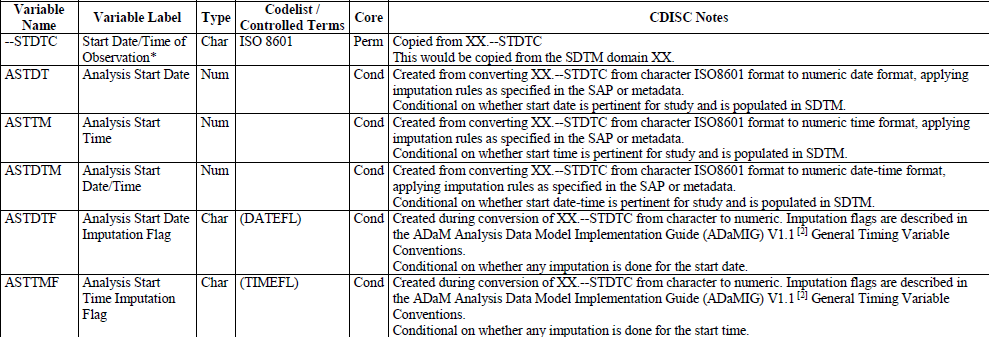 Variable Name Variable Label Type Codelist / Controlled Terms Core CDISC Notes
--STDTC Start Date/Time of Observation* Char ISO 8601 Perm Copied from XX.--STDTC
This would be copied from the SDTM domain XX.
ASTDT Analysis Start Date Num Cond Created from converting XX.--STDTC from character ISO8601 format to numeric date format, applying
imputation rules as specified in the SAP or metadata.
Conditional on whether start date is pertinent for study and is populated in SDTM.
ASTTM Analysis Start Time Num Cond Created from converting XX.--STDTC from character ISO8601 format to numeric time format, applying
imputation rules as specified in the SAP or metadata.
Conditional on whether start time is pertinent for study and is populated in SDTM.
ASTDTM Analysis Start Date/Time Num Cond Created from converting XX.--STDTC from character ISO8601 format to numeric date-time format,
applying imputation rules as specified in the SAP or metadata.
Conditional on whether start date-time is pertinent for study and is populated in SDTM.
ASTDTF Analysis Start Date Imputation Flag Char (DATEFL) Cond Created during conversion of XX.--STDTC from character to numeric. Imputation flags are described in
the ADaM Analysis Data Model Implementation Guide (ADaMIG) V1.1 [2] General Timing Variable
Conventions.
Conditional on whether any imputation is done for the start date.
ASTTMF Analysis Start Time Imputation Flag Char (TIMEFL) Cond Created during conversion of XX.--STDTC from character to numeric. Imputation flags are described in
the ADaM Analysis Data Model Implementation Guide (ADaMIG) V1.1 [2] General Timing Variable
Conventions.
Conditional on whether any imputation is done for the start time.